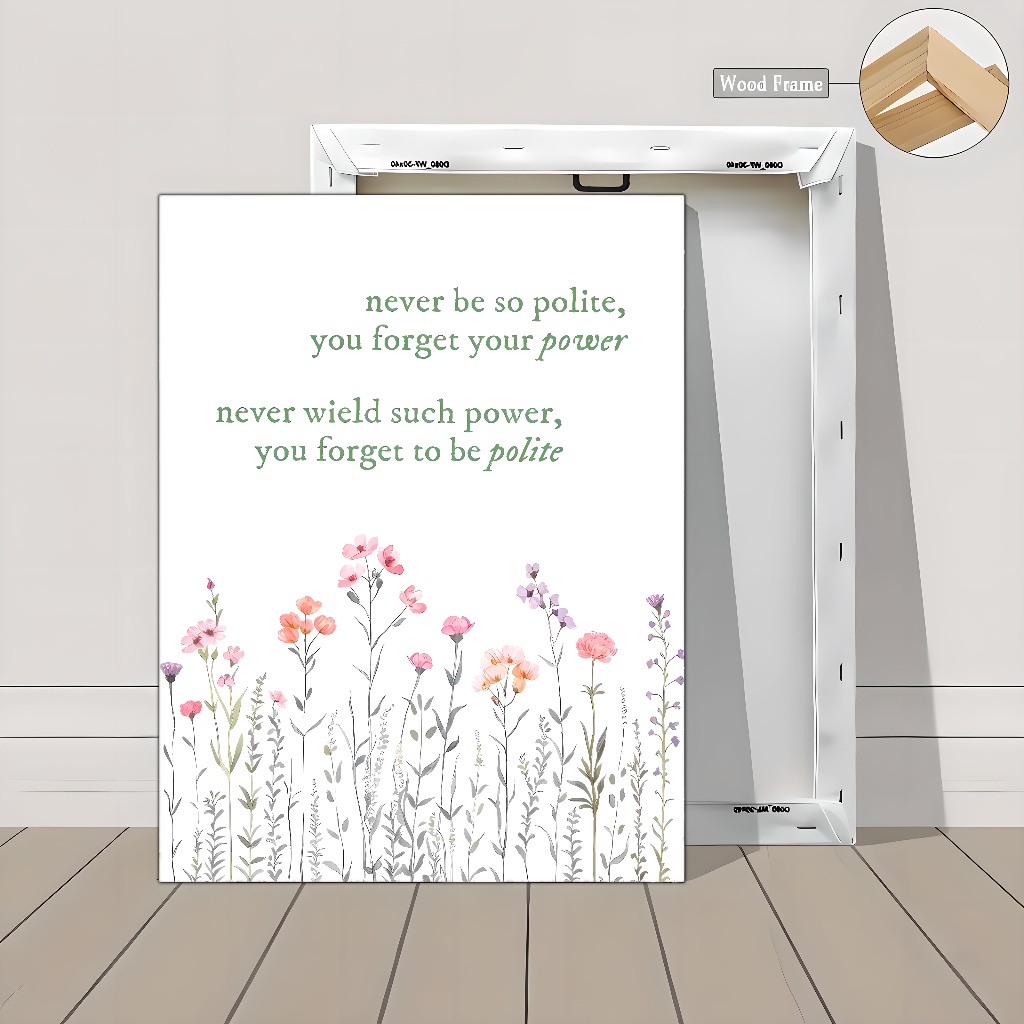 Wood Frame
never be so polite,
you forget your power
never wield such power,
you forget to be polite